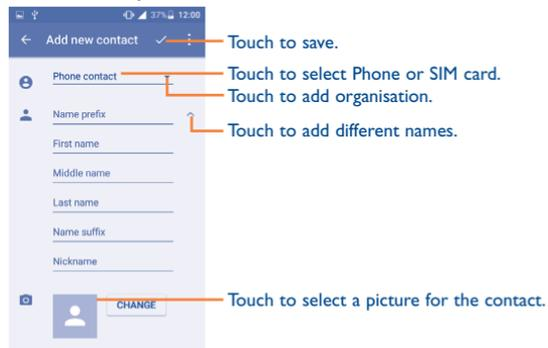 37% 12:00
Add new contact
Touch to save.
Phone contact
Touch to select Phone or SIM card.
Touch to add organisation.
Name prefix
Touch to add different names.
First name
Middle name
Last name
Name suffix
Nickname
CHANGE
Touch to select a picture for the contact.